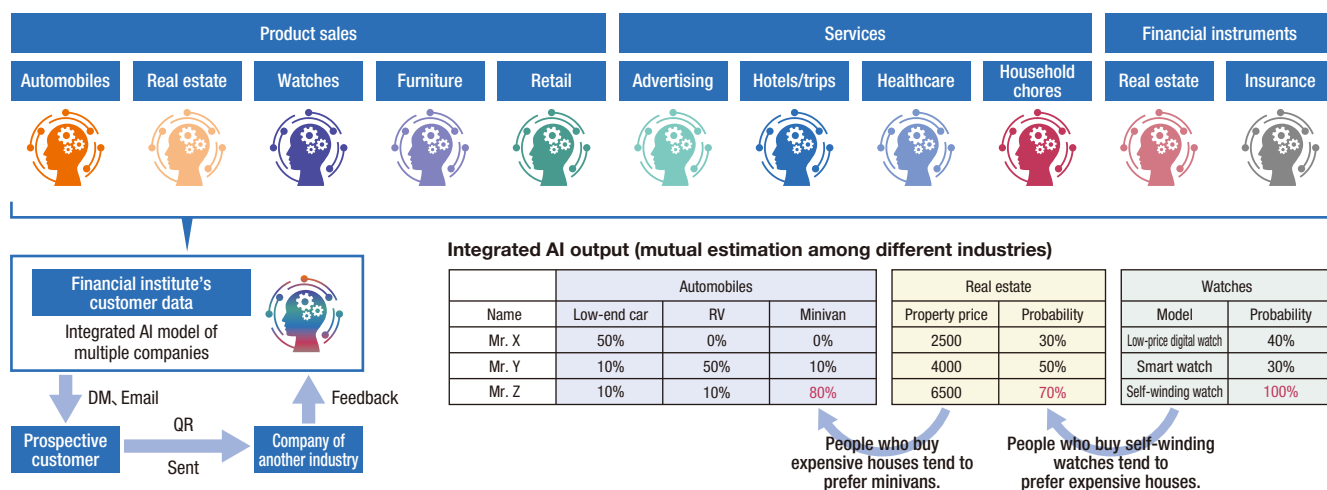 Product sales
Services
Financial instruments
Automobiles
Real estate
Watches
Furniture
Retail
Advertising
Hotels/trips
Healthcare
Household
chores
Real estate
Insurance
Financial institute's
customer data
Integrated AI model of
multiple companies
DM、Email
Feedback
Prospective
customer
QR
Sent
Company of
another industry
Integrated AI output (mutual estimation among different industries)
Automobiles
Name Low-end car RV Minivan
Mr. X 50% 0% 0%
Mr. Y 10% 50% 10%
Mr. Z 10% 10% 80%
Real estate
Property price Probability
2500 30%
4000 50%
6500 70%
Watches
Model Probability
Low-price digital watch 40%
Smart watch 30%
Self-winding watch 100%
People who buy
expensive houses tend to
prefer minivans.
People who buy self-winding
watches tend to
prefer expensive houses.